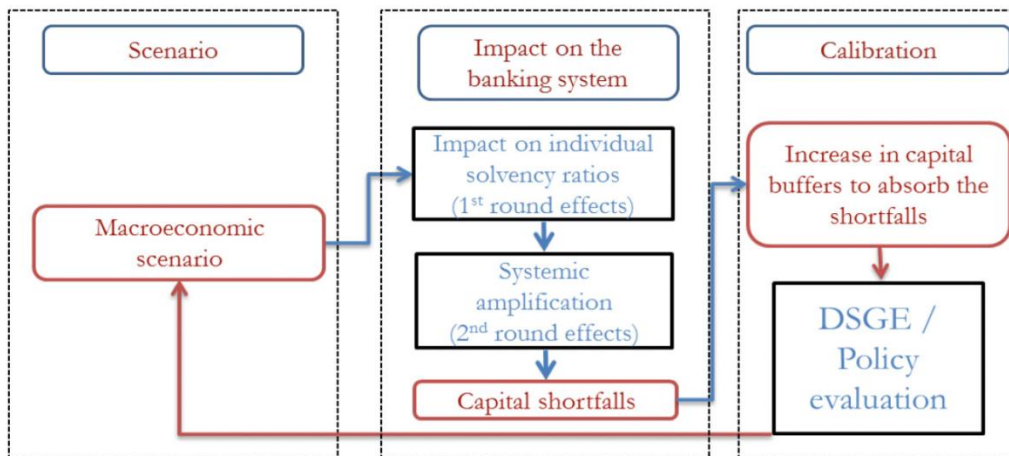 Scenario
Macroeconomic
scenario
Impact on the
banking system
Impact on individual
solvency ratios
(1st round effects)
Systemic
amplification
(2nd round effects)
Capital shortfalls
Calibration
Increase in capital
buffers to absorb the
shortfalls
DSGE /
Policy
evaluation